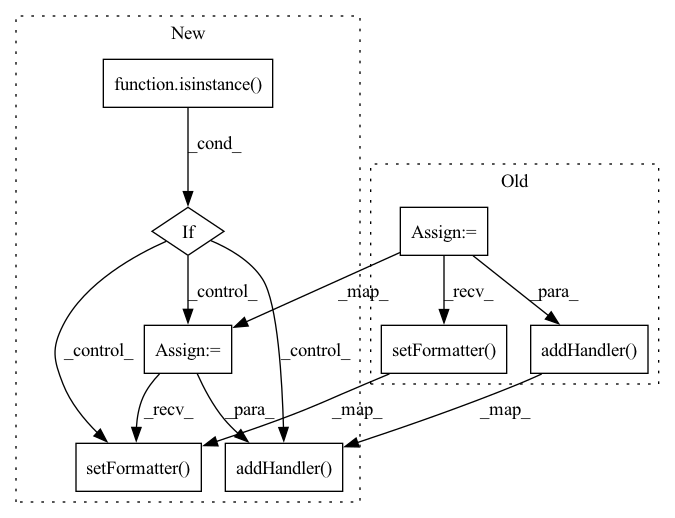 New
function.isinstance()
_cond_
Old
If
Assign:=
_control_
_map_
_recv_
_para_
_control_
Assign:=
_control_
setFormatter()
addHandler()
_recv_
_para_
_map_
_map_
setFormatter()
addHandler()